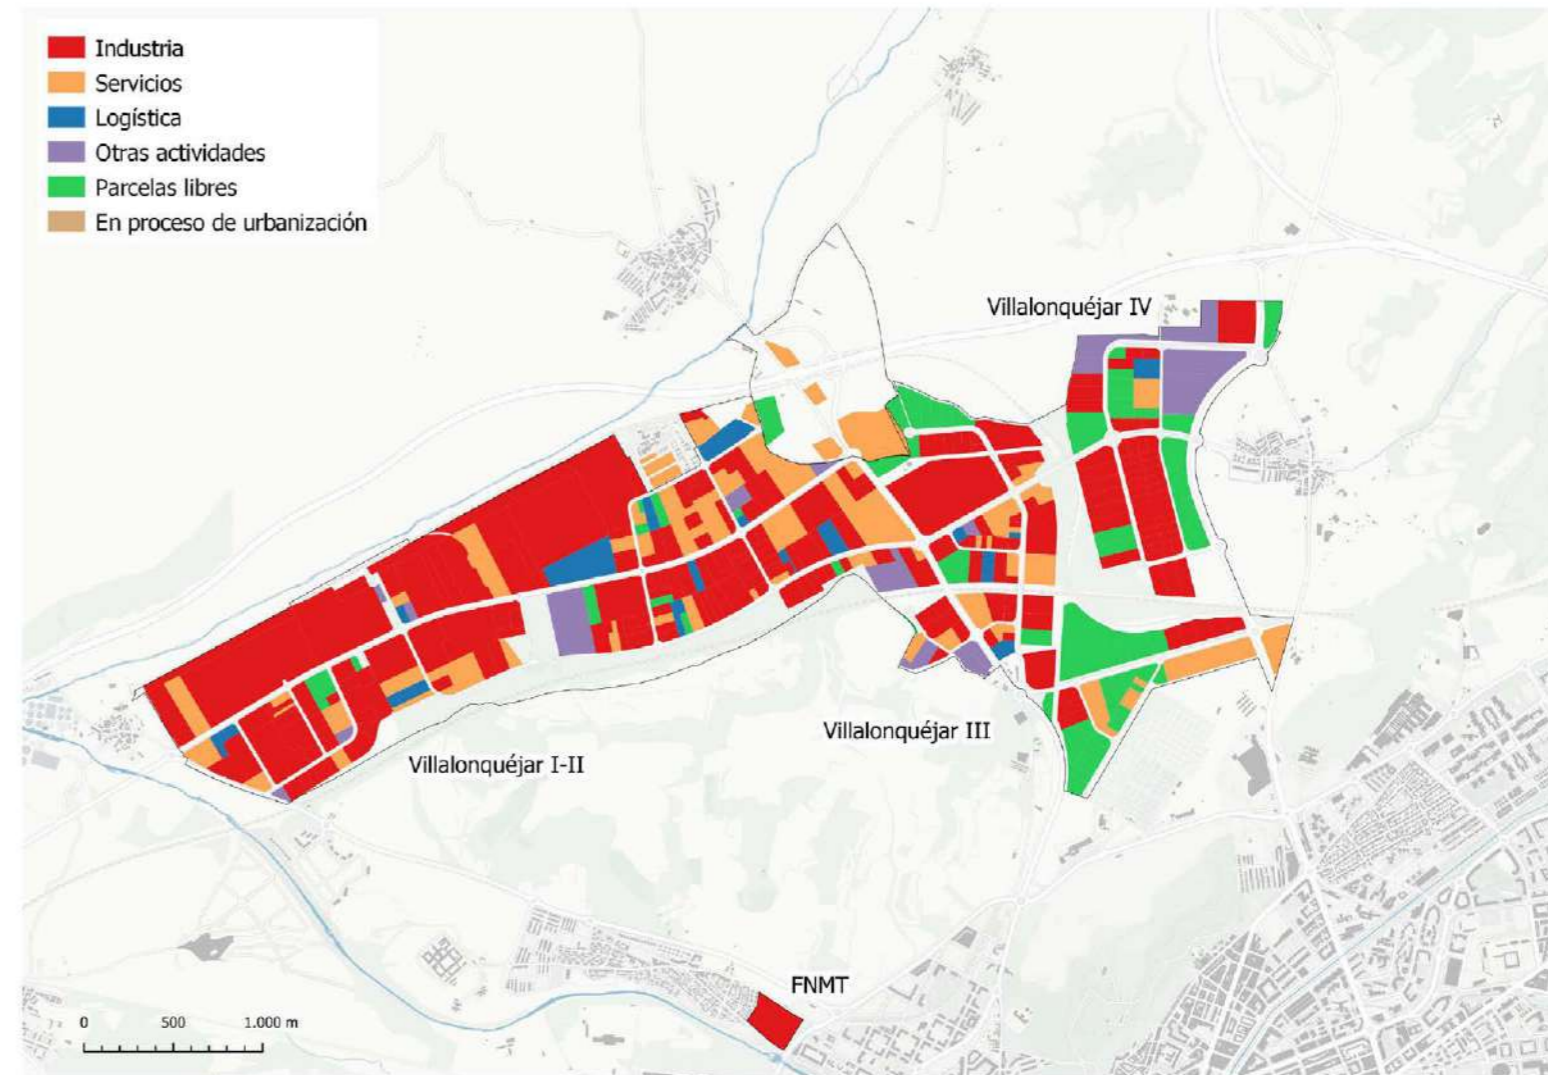 Industria
Servicios
Logística
Otras actividades
Parcelas libres
En proceso de urbanización
Villalonquéjar IV
Villalonquéjar III
Villalonquéjar I-II
FNMT
0 500 1.000 m